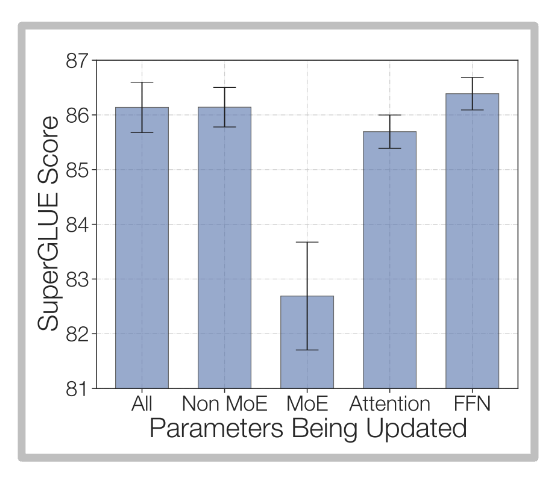 SuperGLUE Score
87
86
85
84
83
82
81
All Non MoE MoE Attention FFN
Parameters Being Updated